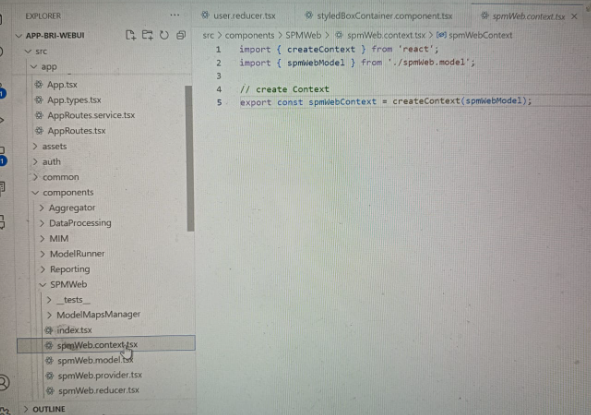 EXPLORER
user.reducer.tsx
styledBoxContainer.component.tsx
spmWeb.context.tsx
APP-BRI-WEBUI
src > components > SPMWeb > spmWeb.context.tsx > spmWebContext
src
app
App.tsx
App.types.tsx
AppRoutes.service.tsx
AppRoutes.tsx
assets
auth
common
components
Aggregator
DataProcessing
MIM
ModelRunner
Reporting
SPMWeb
__tests__
ModelMapsManager
index.tsx
spmWeb.context.tsx
spmWeb.model.tsx
spmWeb.provider.tsx
spmWeb.reducer.tsx
OUTLINE
1 import { createContext } from 'react';
2 import { spmWebModel } from './spmWeb.model';
3
4 // create Context
5 export const spmWebContext = createContext(spmWebModel);